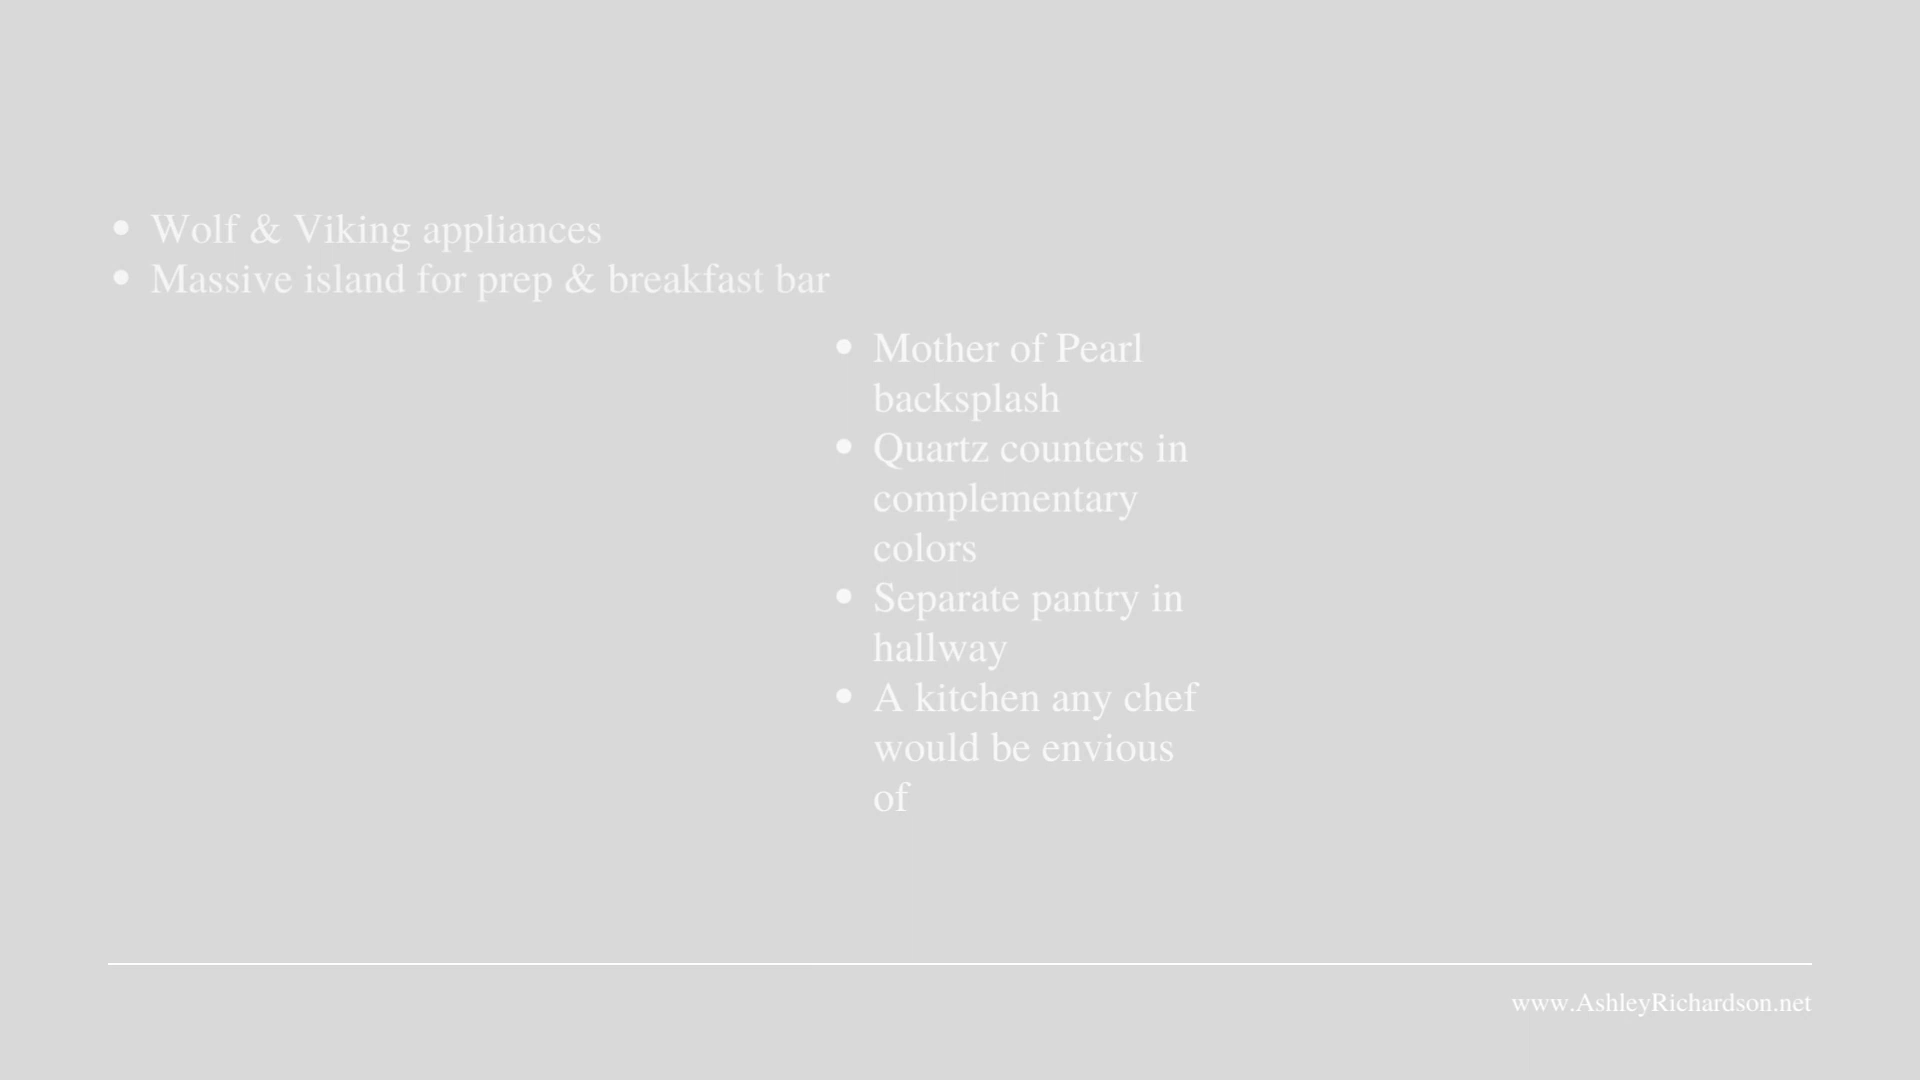 • Wolf & Viking appliances
• Massive island for prep & breakfast bar
• Mother of Pearl
backsplash
• Quartz counters in
complementary
colors
• Separate pantry in
hallway
• A kitchen any chef
would be envious
of
www.AshleyRichardson.net